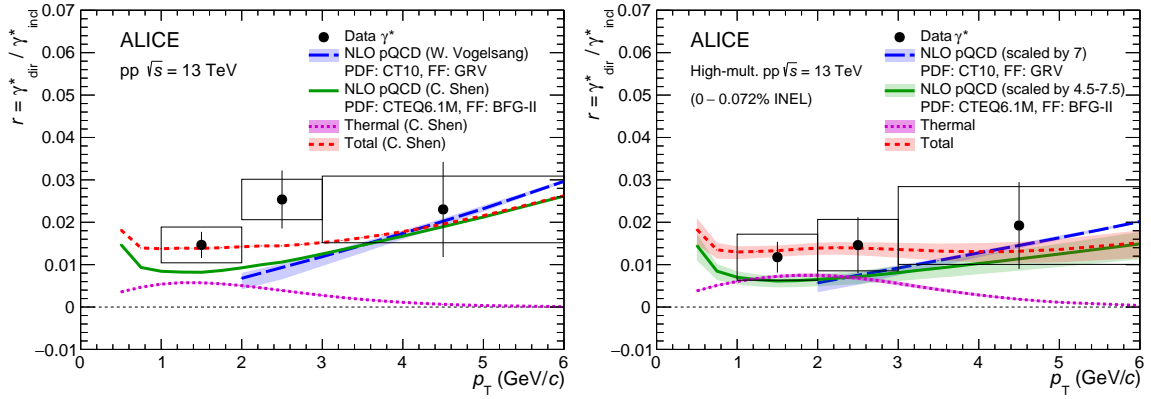 r = γ*dir / γ*incl
0.07
0.06
0.05
0.04
0.03
0.02
0.01
0
−0.01
ALICE
pp √s = 13 TeV
Data γ*
NLO pQCD (W. Vogelsang)
PDF: CT10, FF: GRV
NLO pQCD (C. Shen)
PDF: CTEQ6.1M, FF: BFG-II
Thermal (C. Shen)
Total (C. Shen)
0 1 2 3 4 5 6
pT (GeV/c)
r = γ*dir / γ*incl
0.07
0.06
0.05
0.04
0.03
0.02
0.01
0
−0.01
ALICE
High-mult. pp √s = 13 TeV
(0 – 0.072% INEL)
Data γ*
NLO pQCD (scaled by 7)
PDF: CT10, FF: GRV
NLO pQCD (scaled by 4.5-7.5)
PDF: CTEQ6.1M, FF: BFG-II
Thermal
Total
0 1 2 3 4 5 6
pT (GeV/c)